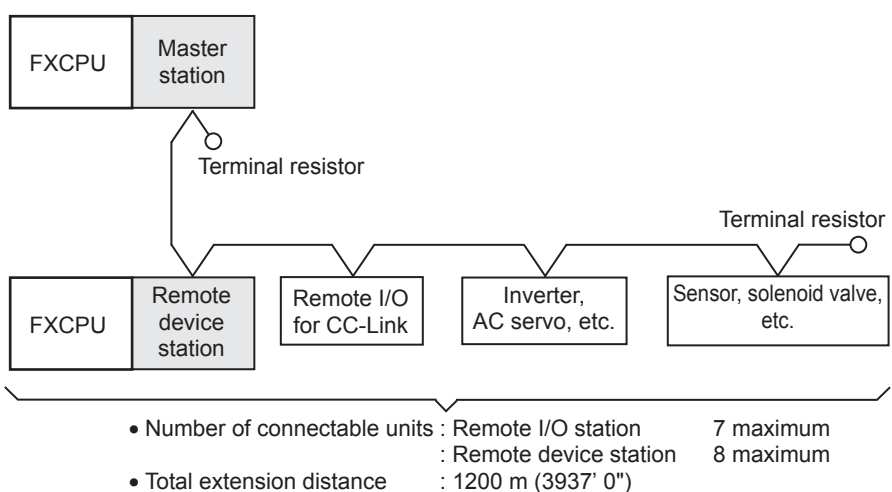 FXCPU
Master
station
Terminal resistor
Terminal resistor
FXCPU
Remote
device
station
Remote I/O
for CC-Link
Inverter,
AC servo, etc.
Sensor, solenoid valve,
etc.
• Number of connectable units : Remote I/O station 7 maximum
: Remote device station 8 maximum
• Total extension distance : 1200 m (3937' 0")